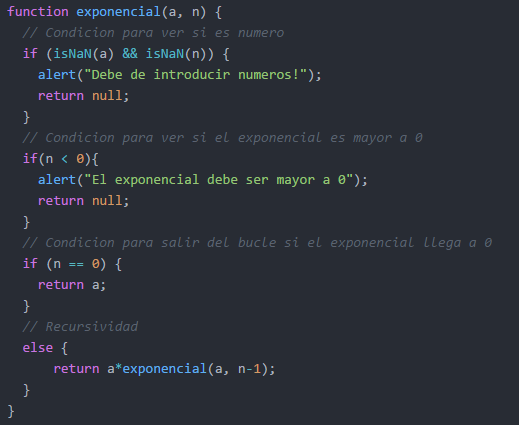 function exponencial(a, n) {
  // Condicion para ver si es numero
  if (isNaN(a) && isNaN(n)) {
    alert("Debe de introducir numeros!");
    return null;
  }
  // Condicion para ver si el exponencial es mayor a 0
  if(n < 0){
    alert("El exponencial debe ser mayor a 0");
    return null;
  }
  // Condicion para salir del bucle si el exponencial llega a 0
  if (n == 0) {
    return a;
  }
  // Recursividad
  else {
      return a*exponencial(a, n-1);
  }
}